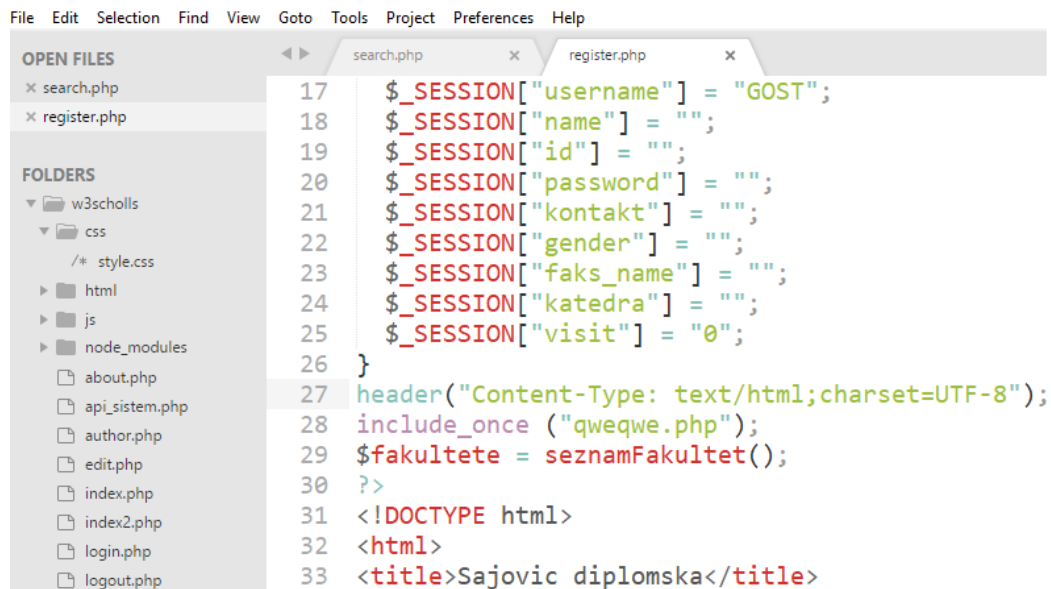 File Edit Selection Find View Goto Tools Project Preferences Help
OPEN FILES
search.php
register.php
FOLDERS
w3scholls
css
/* style.css
html
js
node_modules
about.php
api_sistem.php
author.php
edit.php
index.php
index2.php
login.php
logout.php
search.php × register.php ×
17 $_SESSION["username"] = "GOST";
18 $_SESSION["name"] = "";
19 $_SESSION["id"] = "";
20 $_SESSION["password"] = "";
21 $_SESSION["kontakt"] = "";
22 $_SESSION["gender"] = "";
23 $_SESSION["faks_name"] = "";
24 $_SESSION["katedra"] = "";
25 $_SESSION["visit"] = "0";
26 }
27 header("Content-Type: text/html;charset=UTF-8");
28 include_once ("qweqwe.php");
29 $fakultete = seznamFakultet();
30 ?>
31 <!DOCTYPE html>
32 <html>
33 <title>Sajovic diplomska</title>